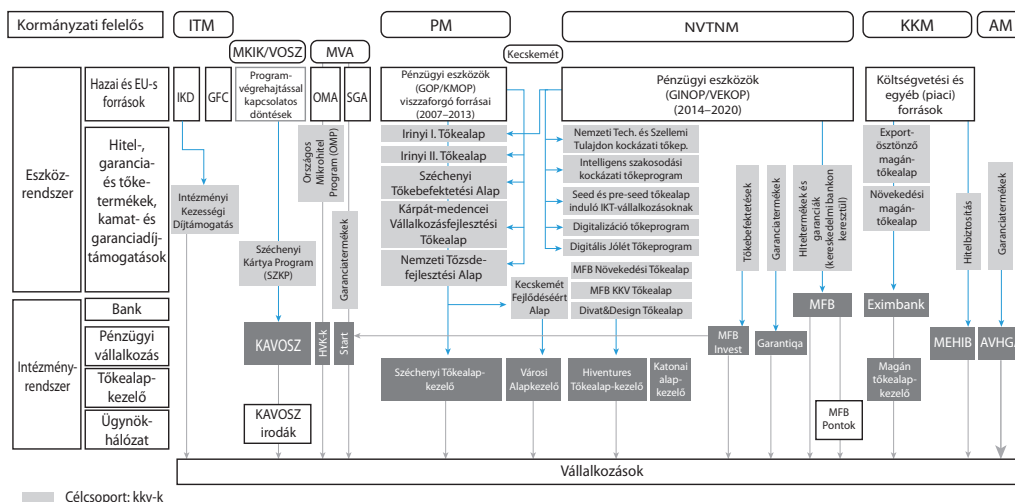 Kormányzati felelős
ITM
PM
NVTNM
KKM
AM
MKIK/VOSZ
MVA
Kecskemét
Eszköz-
rendszer
Hazai és EU-s
források
IKD
GFC
Program-
végrehajtással
kapcsolatos
döntések
OMA
SGA
Pénzügyi eszközök
(GOP/KMOP)
visszaforgó forrásai
(2007–2013)
Pénzügyi eszközök
(GINOP/VEKOP)
(2014–2020)
Költségvetési és
egyéb (piaci)
források
Hitel-,
garancia-
és tőke-
termékek,
kamat- és
garanciadíj-
támogatások
Intézményi
Kezességi
Díjtámogatás
Széchenyi
Kártya Program
(SZKP)
Országos
Mikrohitel
Program (OMP)
Garanciatermékek
Irinyi I. Tőkealap
Irinyi II. Tőkealap
Széchenyi
Tőkebefektetési Alap
Kárpát-medencei
Vállalkozásfejlesztési
Tőkealap
Nemzeti Tőzsde-
fejlesztési Alap
Kecskemét
Fejlődéséért
Alap
Nemzeti Tech. és Szellemi
Tulajdon kockázati tőkep.
Intelligens szakosodási
kockázati tőkeprogram
Seed és pre-seed tőkealap
induló IKT-vállalkozásoknak
Digitalizáció tőkeprogram
Digitális Jólét Tőkeprogram
MFB Növekedési Tőkealap
MFB KKV Tőkealap
Divat&Design Tőkealap
Tőkebefektetések
Garanciatermékek
Hiteltermékek és
garanciák
(kereskedelmi bankon
keresztül)
Export-
ösztönző
magán-
tőkealap
Növekedési
magán-
tőkealap
Hitelbiztosítás
Garanciatermékek
Intézmény-
rendszer
Bank
Pénzügyi
vállalkozás
Tőkealap-
kezelő
Ügynök-
hálózat
KAVOSZ
HVK-k
Start
MFB
Invest
Garantiqa
MFB
Eximbank
MEHIB
AVHGA
Széchenyi Tőkealap-
kezelő
Városi
Alapkezelő
Hiventures
Tőkealap-kezelő
Katonai
alap-
kezelő
Magán
tőkealap-
kezelő
KAVOSZ
irodák
MFB
Pontok
Vállalkozások
Célcsoport: kkv-k